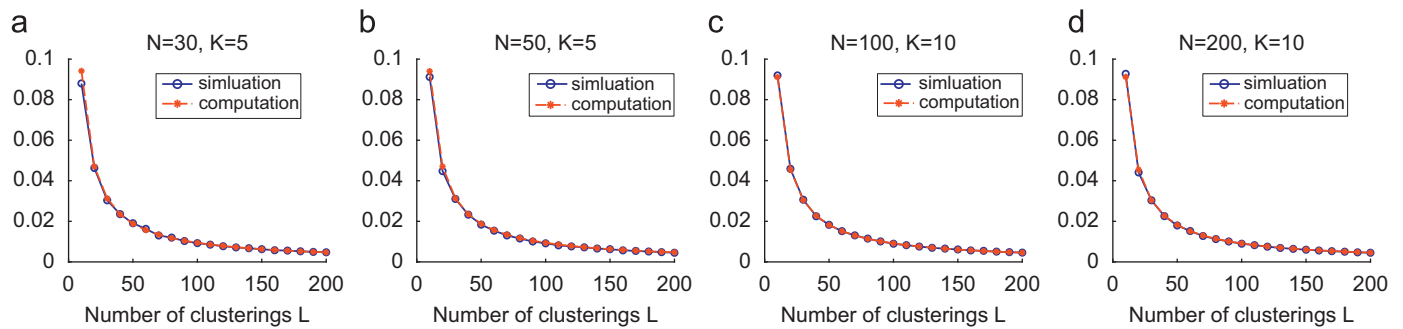 a
N=30, K=5
0.1
0.08
0.06
0.04
0.02
0
simluation
computation
0 50 100 150 200
Number of clusterings L
b
N=50, K=5
0.1
0.08
0.06
0.04
0.02
0
simluation
computation
0 50 100 150 200
Number of clusterings L
c
N=100, K=10
0.1
0.08
0.06
0.04
0.02
0
simluation
computation
0 50 100 150 200
Number of clusterings L
d
N=200, K=10
0.1
0.08
0.06
0.04
0.02
0
simluation
computation
0 50 100 150 200
Number of clusterings L